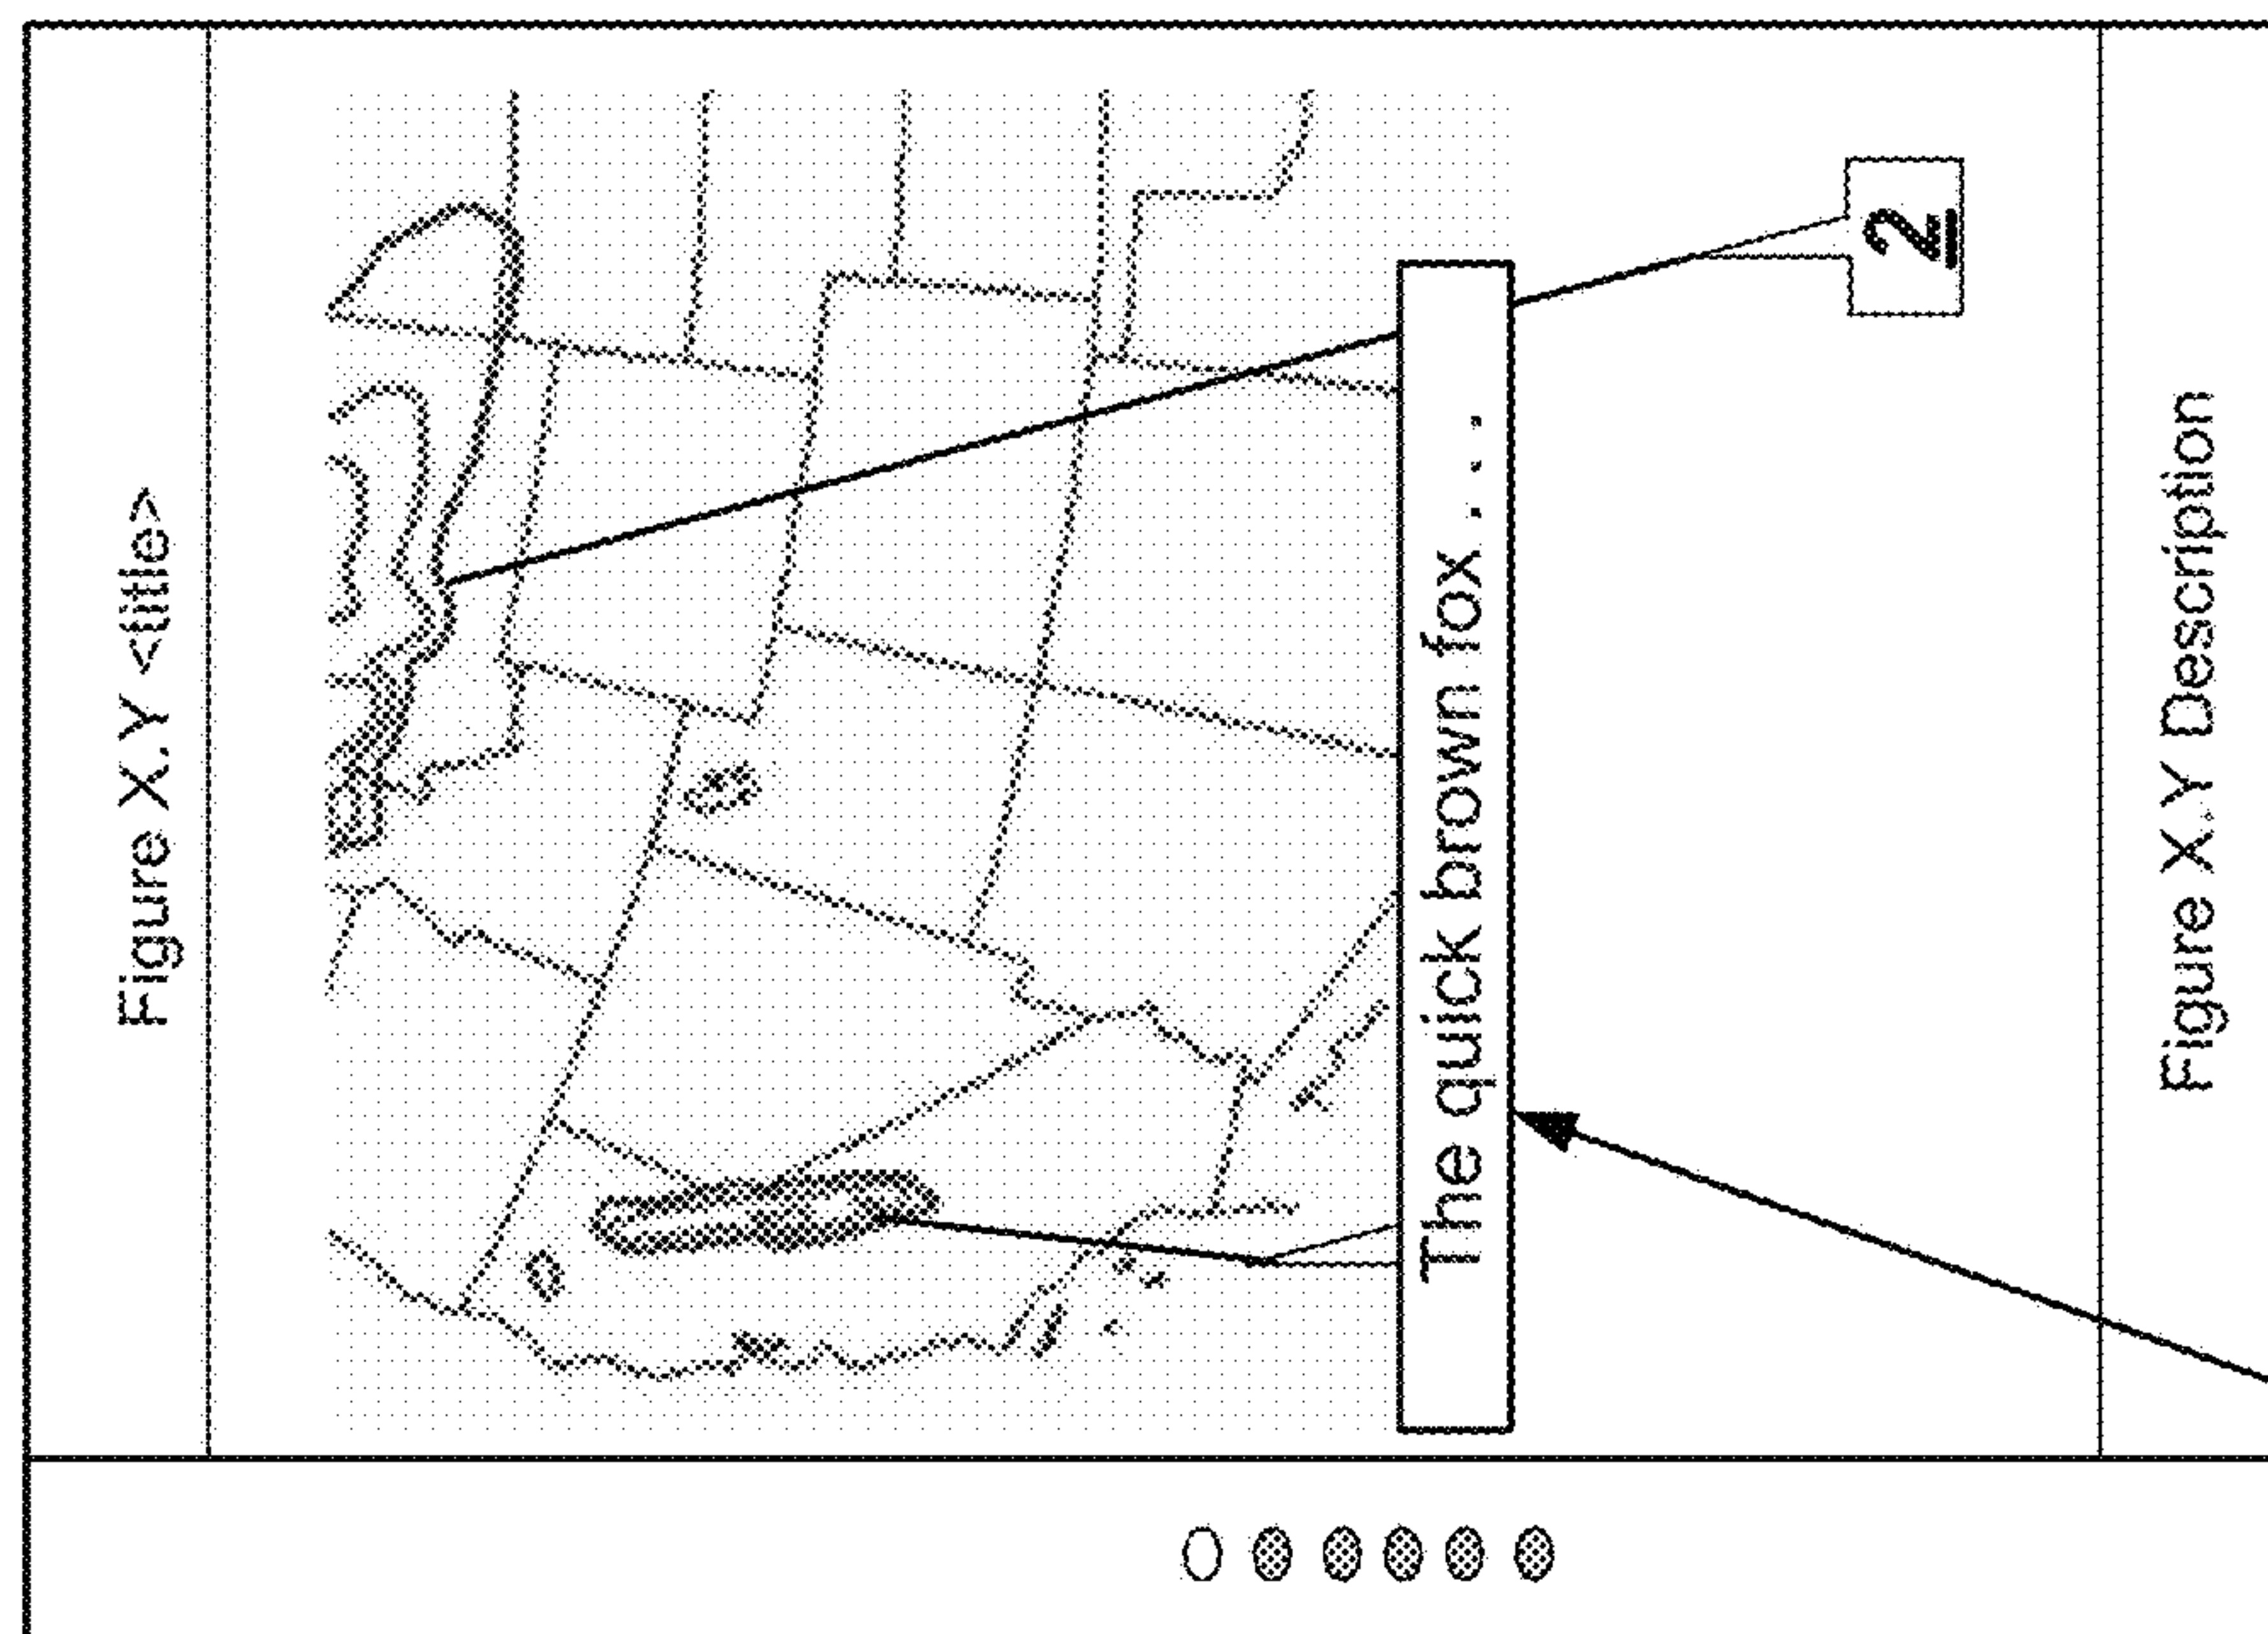 Figure X.Y <title>
The quick brown fox . . . .
2
Figure X.Y Description